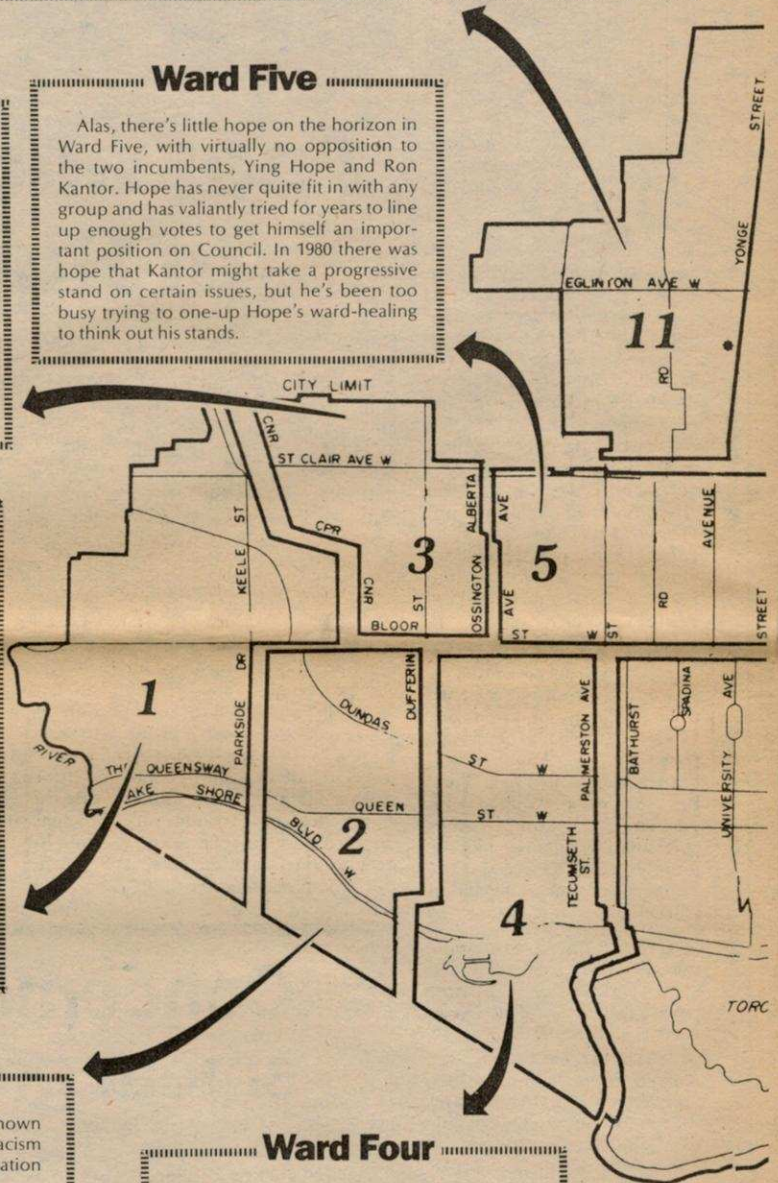 Ward Five
Alas, there's little hope on the horizon in
Ward Five, with virtually no opposition to
the two incumbents, Ying Hope and Ron
Kantor. Hope has never quite fit in with any
group and has valiantly tried for years to line
up enough votes to get himself an impor-
tant position on Council. In 1980 there was
hope that Kantor might take a progressive
stand on certain issues, but he's been too
busy trying to one-up Hope's ward-healing
to think out his stands.
YONGE STREET
EGLINTON AVE W
11
RD
CITY LIMIT
CNR
ST CLAIR AVE W
KEELE ST
CPR
CNR
3
ST
ALBERTA
OSSINGTON
AVE
AVE
5
ST
RD
AVENUE
STREET
BLOOR
ST W
1
RIVER
PARKSIDE DR
TH QUEENSWAY
AKE SHORE
DUNDAS
DUFFERIN
QUEEN
BLVD W
2
ST W
ST W
PALMERSTON AVE
TECUMSETH
ST.
4
BATHURST
SPADINA
UNIVERSITY AVE
TORC
own
acism
ation
Ward Four